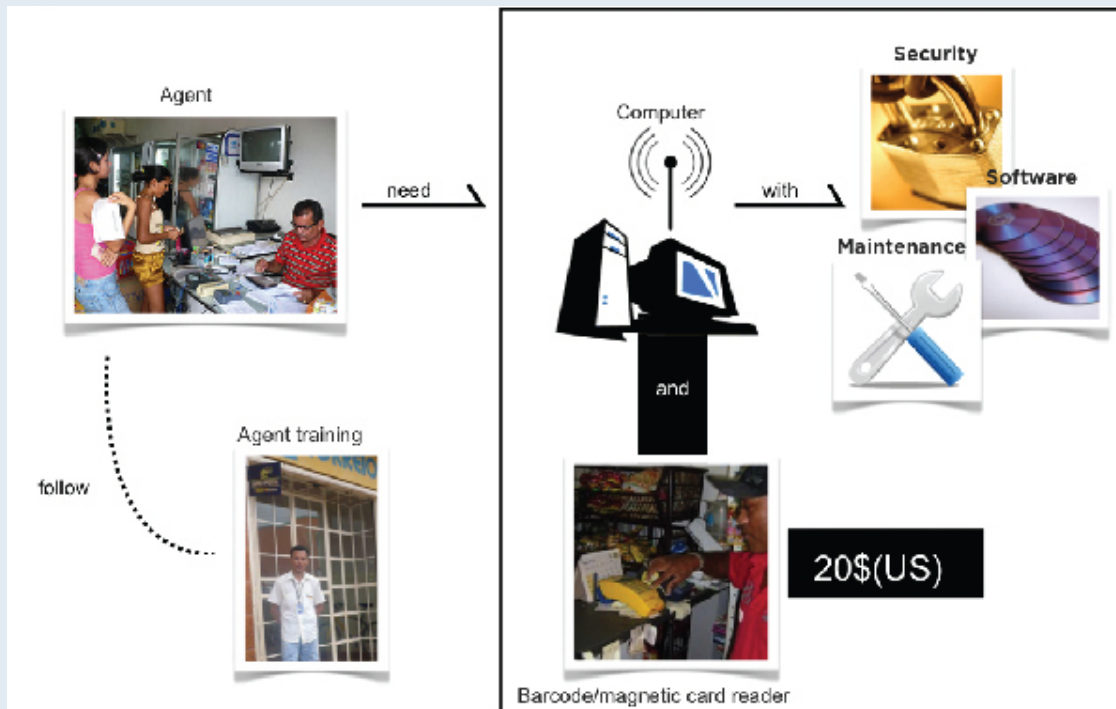 Agent
need
Computer
with
Security
Software
Maintenance
and
Agent training
follow
20$(US)
Barcode/magnetic card reader